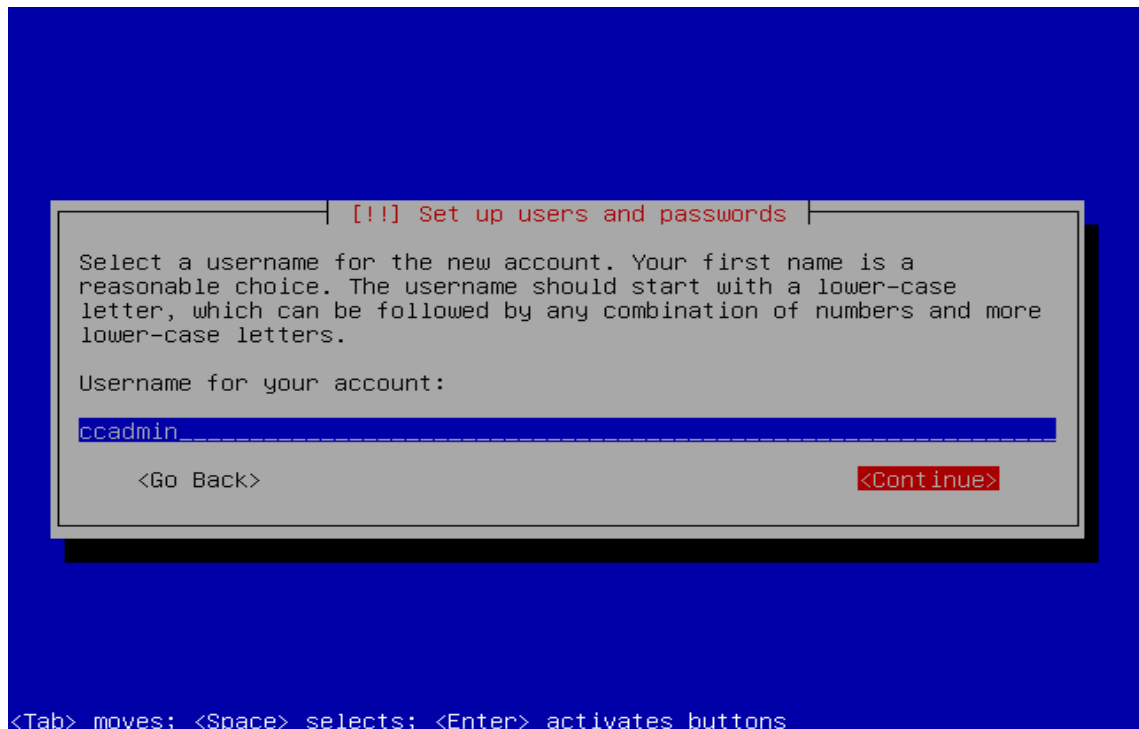 [!!] Set up users and passwords
Select a username for the new account. Your first name is a
reasonable choice. The username should start with a lower-case
letter, which can be followed by any combination of numbers and more
lower-case letters.
Username for your account:
ccadmin
<Go Back> <Continue>
<Tab> moves; <Space> selects; <Enter> activates buttons